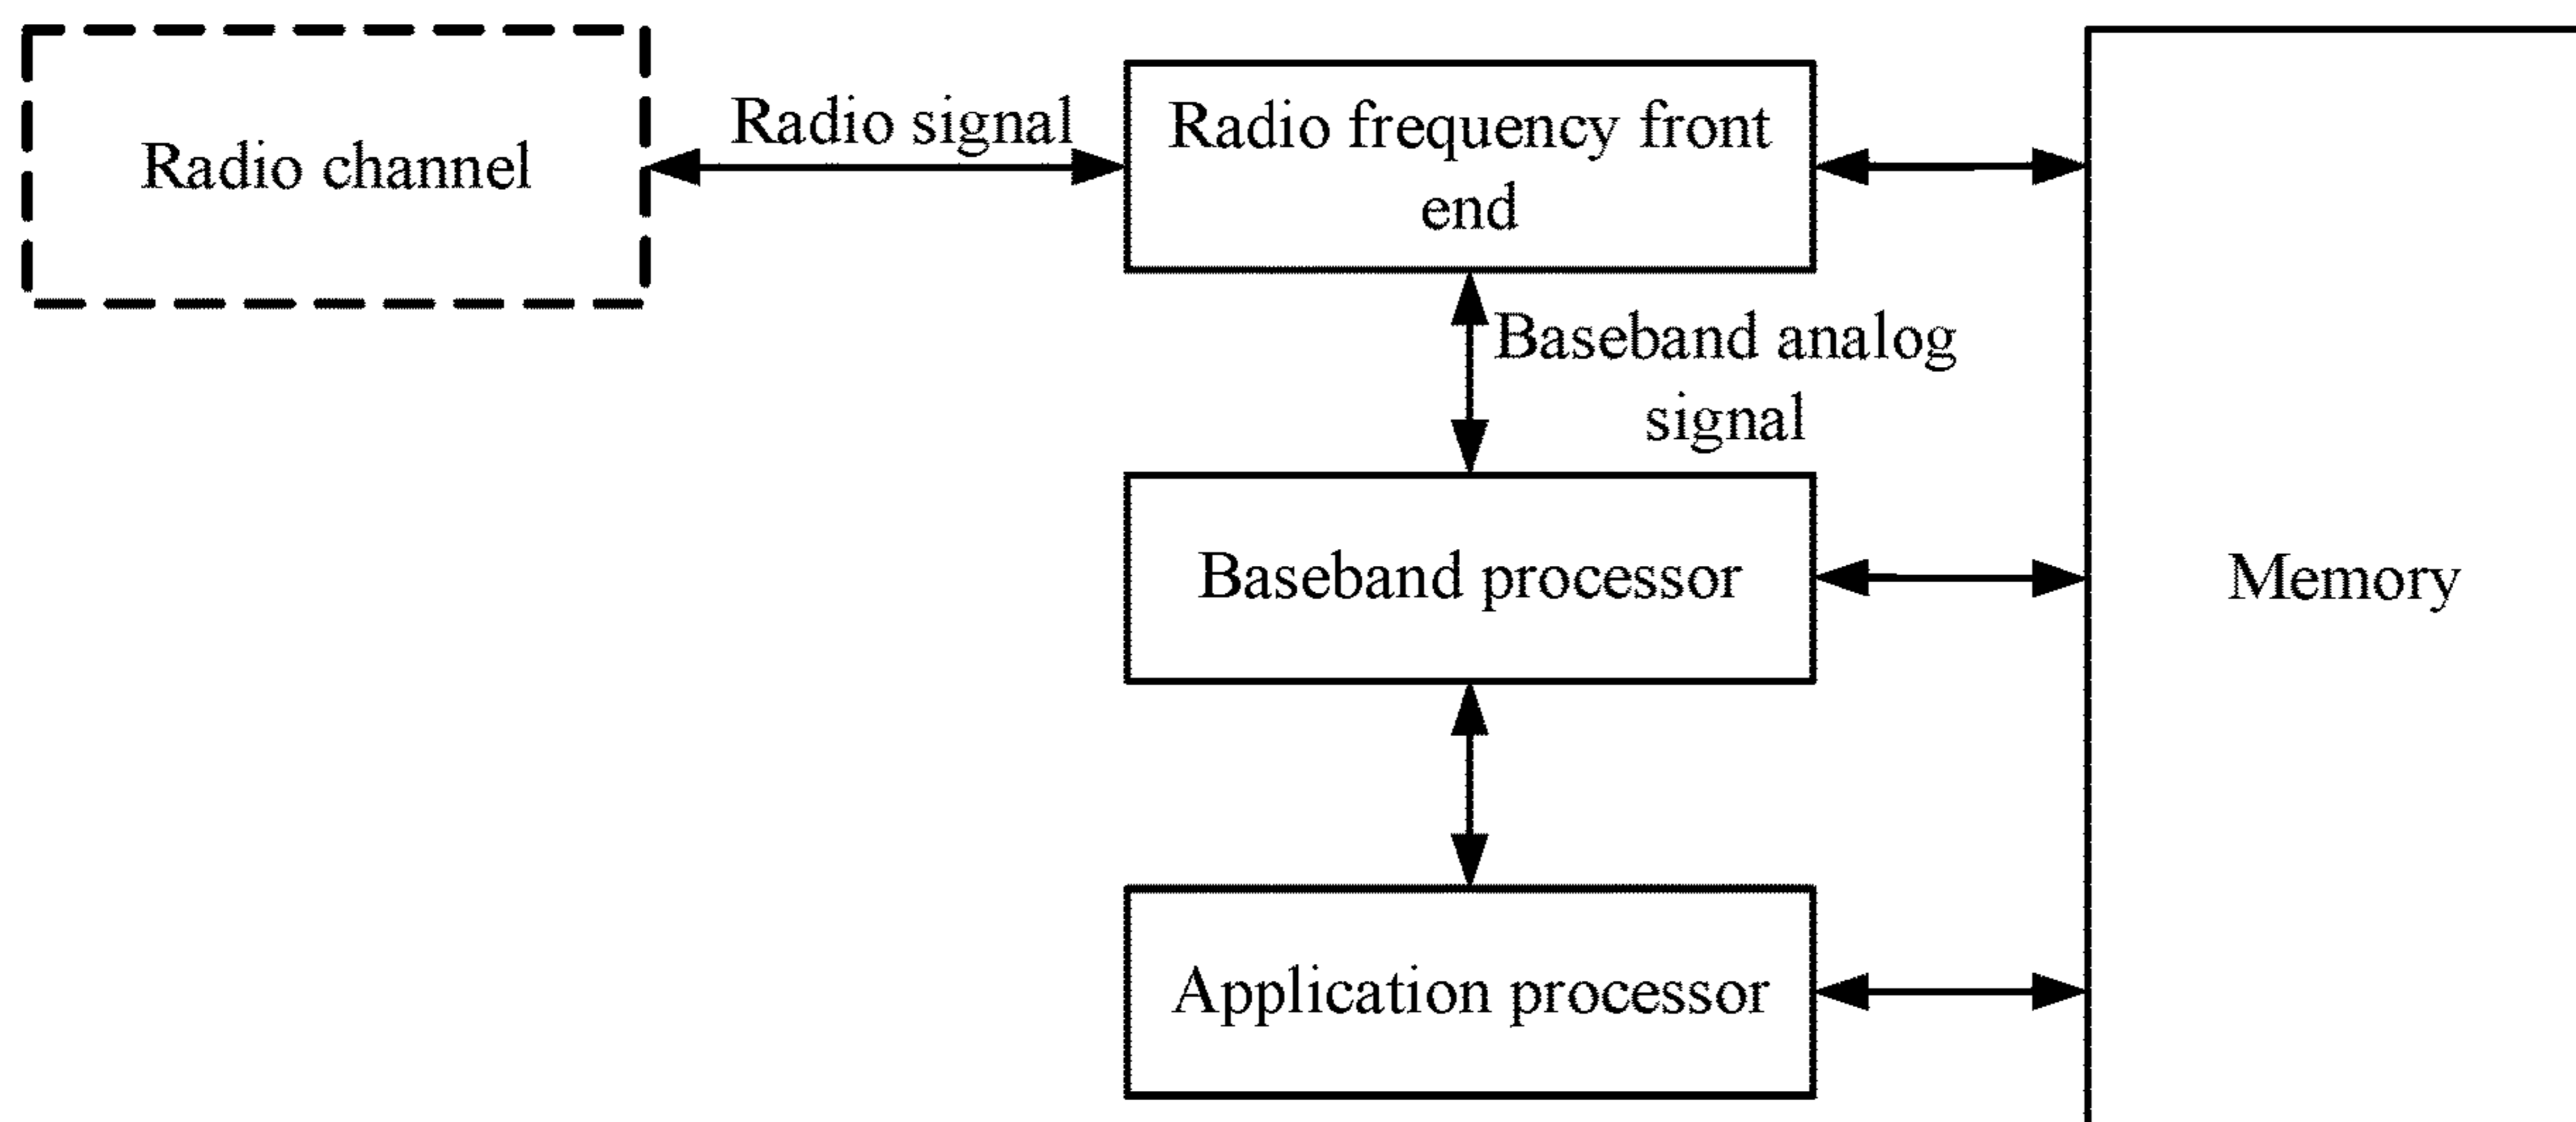 Radio channel
Radio signal
Radio frequency front
end
Baseband analog
signal
Baseband processor
Memory
Application processor